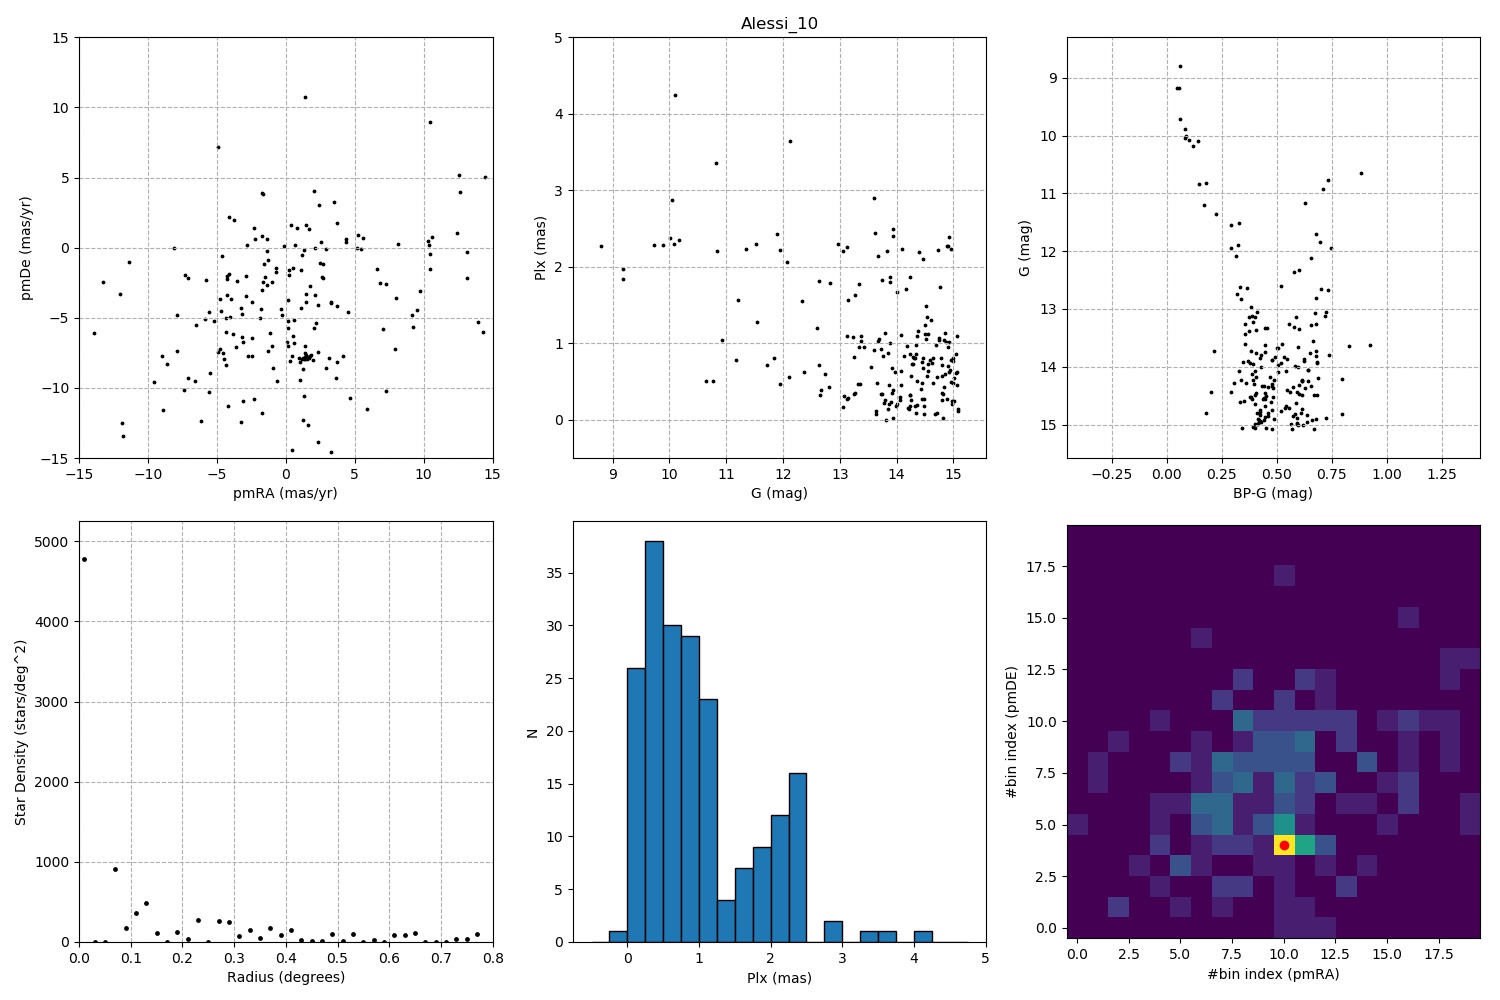 Alessi_10
15
10
5
0
−5
−10
−15
pmDe (mas/yr)
−15 −10 −5 0 5 10 15
pmRA (mas/yr)
5
4
3
2
1
0
Plx (mas)
9 10 11 12 13 14 15
G (mag)
9
10
11
12
13
14
15
G (mag)
−0.25 0.00 0.25 0.50 0.75 1.00 1.25
BP-G (mag)
5000
4000
3000
2000
1000
0
Star Density (stars/deg^2)
0.0 0.1 0.2 0.3 0.4 0.5 0.6 0.7 0.8
Radius (degrees)
35
30
25
20
15
10
5
0
N
0 1 2 3 4 5
Plx (mas)
17.5
15.0
12.5
10.0
7.5
5.0
2.5
0.0
#bin index (pmDE)
0.0 2.5 5.0 7.5 10.0 12.5 15.0 17.5
#bin index (pmRA)